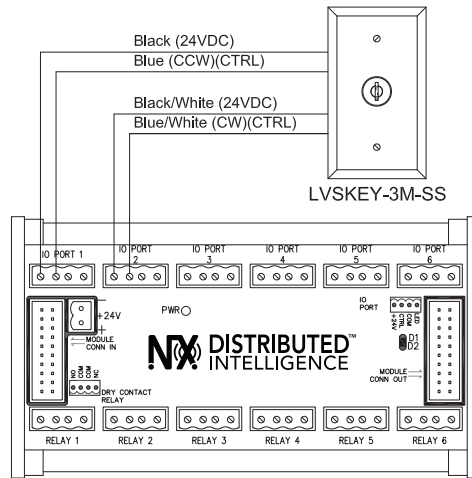 Black (24VDC)
Blue (CCW)(CTRL)
Black/White (24VDC)
Blue/White (CW)(CTRL)
LVSKEY-3M-SS
IO PORT 1
IO PORT
2
IO PORT
3
IO PORT
4
IO PORT
5
IO PORT
6
+24V
MODULE
CONN IN
PWR
NX DISTRIBUTED™
INTELLIGENCE
IO
PORT
+24V
CTRL
COM
LED
D1
D2
MODULE
CONN OUT
NO
COM
COM
NC
DRY CONTACT
RELAY
RELAY 1
RELAY 2
RELAY 3
RELAY 4
RELAY 5
RELAY 6